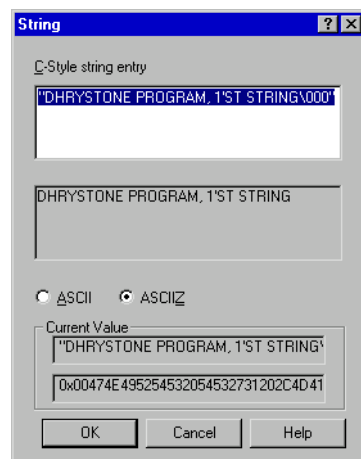 String
C-Style string entry
"DHRYSTONE PROGRAM, 1'ST STRING\000"
DHRYSTONE PROGRAM, 1'ST STRING
ASCII ASCIIZ
Current Value
"DHRYSTONE PROGRAM, 1'ST STRING\
0x00474E495254532054532731202C4D41
OK Cancel Help